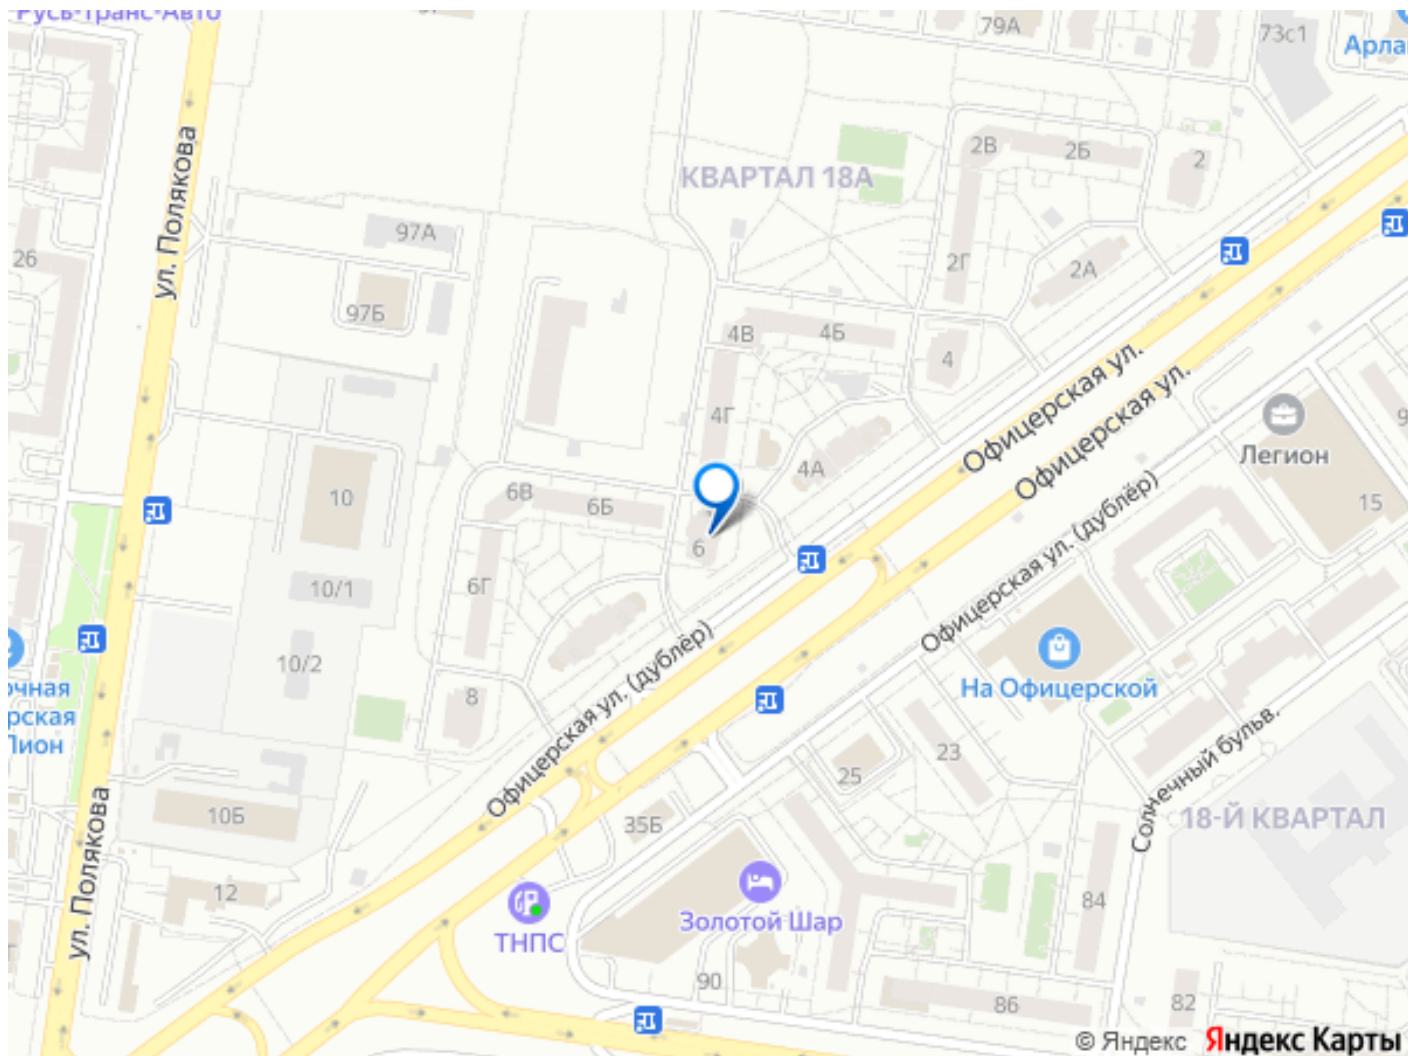 Русь-Транс-Авто
79А
73с1
ул. Полякова
КВАРТАЛ 18А
2В
2Б
2
97А
26
2Г
2А
97Б
4В
4Б
4
4Г
Офицерская ул.
Офицерская ул.
Легион
4А
10
6В
6Б
15
6
6Г
10/1
Офицерская ул. (дублёр)
10/2
На Офицерской
8
Офицерская ул. (дублёр)
23
25
Солнечный бульв.
18-Й КВАРТАЛ
10Б
35Б
ул. Полякова
12
84
Золотой Шар
ТНПС
90
86
82
© Яндекс Яндекс Карты